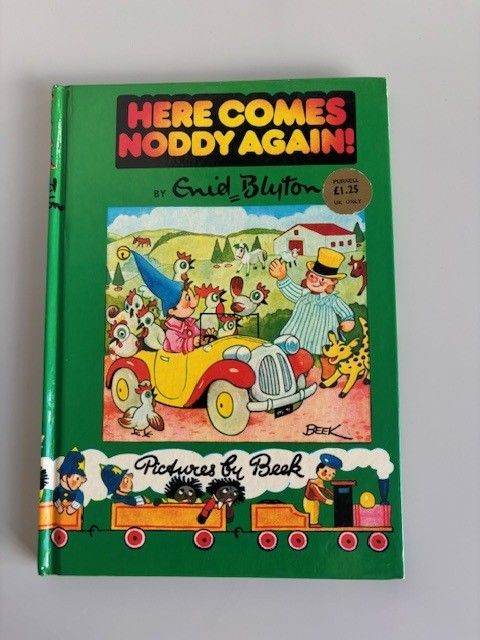 HERE COMES
NODDY AGAIN!
BY Enid Blyton
PURNELL
£1.25
UK ONLY
BEEK
Pictures by Beek